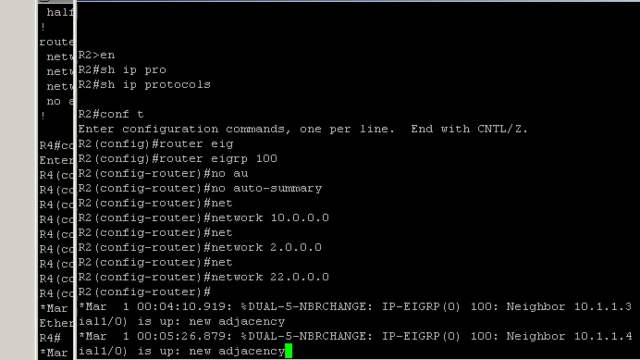 half
!
route
netw
netw
netw
no a
!
R4#co
Enter
R4(co
R4(co
R4(co
R4(co
R4(co
R4(co
R4(co
R4(co
*Mar
Ether
R4#
*Mar
R2>en
R2#sh ip pro
R2#sh ip protocols
R2#conf t
Enter configuration commands, one per line.  End with CNTL/Z.
R2(config)#router eig
R2(config)#router eigrp 100
R2(config-router)#no au
R2(config-router)#no auto-summary
R2(config-router)#net
R2(config-router)#network 10.0.0.0
R2(config-router)#net
R2(config-router)#network 2.0.0.0
R2(config-router)#net
R2(config-router)#network 22.0.0.0
R2(config-router)#
*Mar  1 00:04:10.919: %DUAL-5-NBRCHANGE: IP-EIGRP(0) 100: Neighbor 10.1.1.3
ial1/0) is up: new adjacency
*Mar  1 00:05:26.879: %DUAL-5-NBRCHANGE: IP-EIGRP(0) 100: Neighbor 10.1.1.4
ial1/0) is up: new adjacency